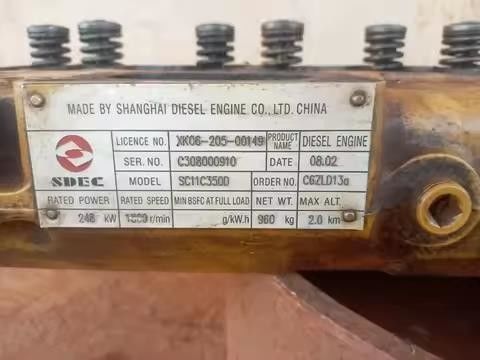 MADE BY SHANGHAI DIESEL ENGINE CO., LTD. CHINA
SDEC
LICENCE NO. XK06-205-00149 PRODUCT NAME DIESEL ENGINE
SER. NO. C308000910 DATE 08.02
MODEL SC11C350D ORDER NO. C6ZLD13a
RATED POWER RATED SPEED MIN BSFC AT FULL LOAD NET WT. MAX ALT.
248 kW 1500 r/min g/kW.h 960 kg 2.0 km